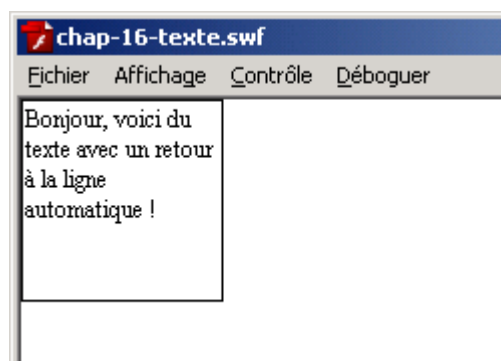 chap-16-texte.swf
Fichier Affichage Contrôle Déboguer
Bonjour, voici du
texte avec un retour
à la ligne
automatique !